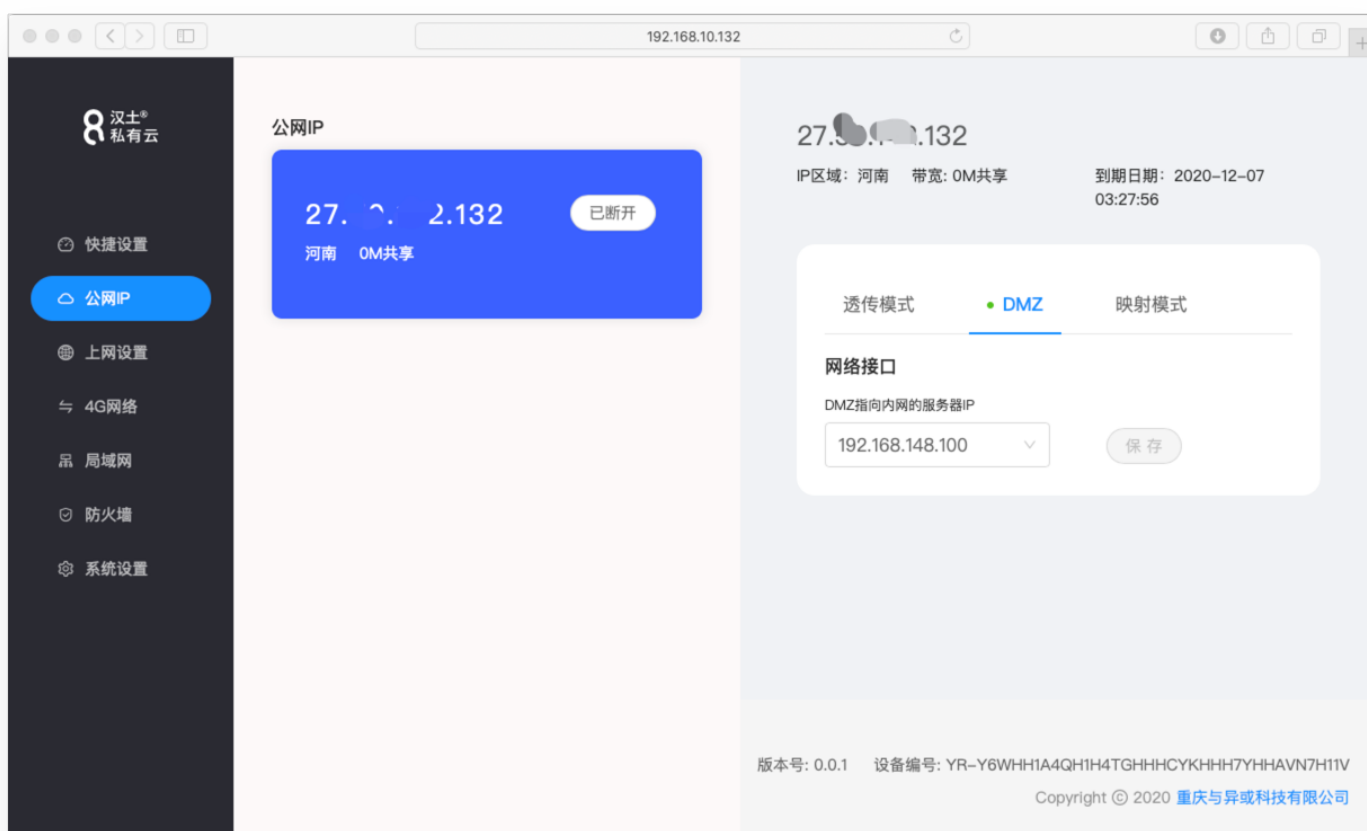 192.168.10.132
汉土®
私有云
快捷设置
公网IP
上网设置
4G网络
局域网
防火墙
系统设置
公网IP
27. .132
已断开
河南 0M共享
27. .132
IP区域：河南 带宽: 0M共享
到期日期：2020-12-07
03:27:56
透传模式
DMZ
映射模式
网络接口
DMZ指向内网的服务器IP
192.168.148.100
保 存
版本号: 0.0.1 设备编号: YR-Y6WHH1A4QH1H4TGHHHCYKHHH7YHHAVN7H11V
Copyright © 2020 重庆与异或科技有限公司